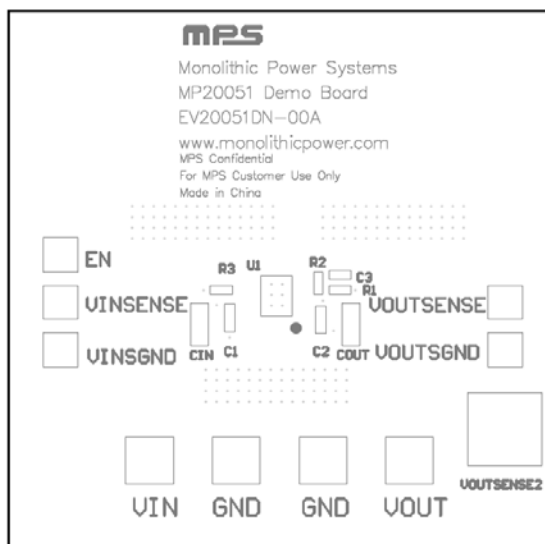 MPS
Monolithic Power Systems
MP20051 Demo Board
EV20051DN-00A
www.monolithicpower.com
MPS Confidential
For MPS Customer Use Only
Made in China
EN
R3
U1
R2
C3
R1
VINSENSE
VOUTSENSE
VINSGND
CIN
C1
C2
COUT
VOUTSGND
VOUTSENSE2
VIN
GND
GND
VOUT